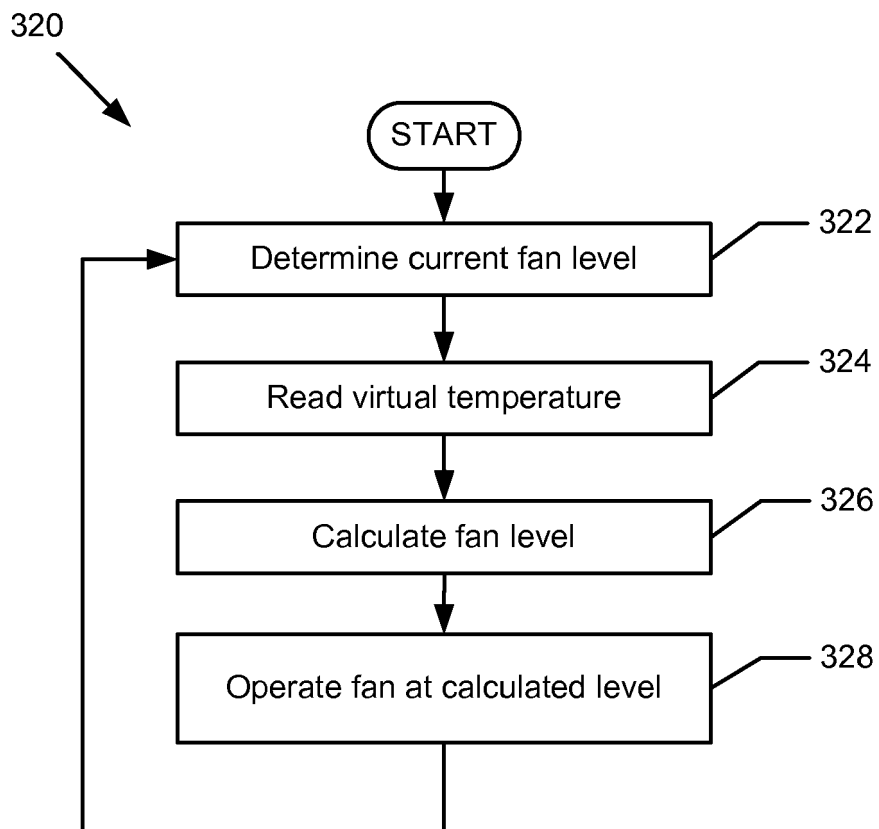 320
START
Determine current fan level
322
Read virtual temperature
324
Calculate fan level
326
Operate fan at calculated level
328